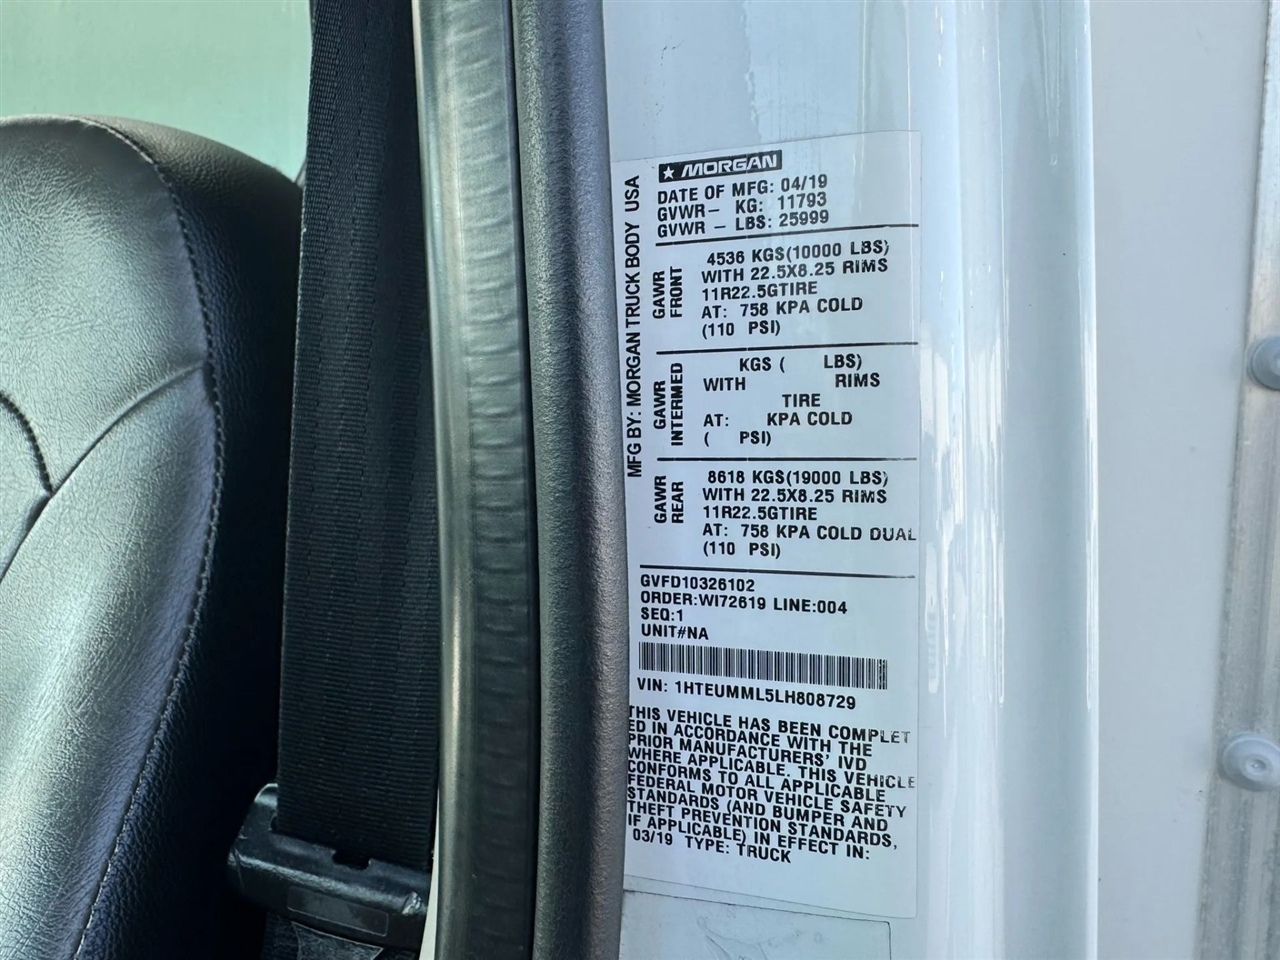 MORGAN
DATE OF MFG: 04/19
GVWR- KG: 11793
GVWR - LBS: 25999
MFG BY: MORGAN TRUCK BODY USA
GAWR FRONT
4536 KGS(10000 LBS)
WITH 22.5X8.25 RIMS
11R22.5GTIRE
AT: 758 KPA COLD
(110 PSI)
GAWR INTERMED
KGS ( LBS)
WITH RIMS
TIRE
AT: KPA COLD
( PSI)
GAWR REAR
8618 KGS(19000 LBS)
WITH 22.5X8.25 RIMS
11R22.5GTIRE
AT: 758 KPA COLD DUAL
(110 PSI)
GVFD10326102
ORDER:WI72619 LINE:004
SEQ:1
UNIT#NA
VIN: 1HTEUMML5LH808729
THIS VEHICLE HAS BEEN COMPLET
ED IN ACCORDANCE WITH THE
PRIOR MANUFACTURERS' IVD
WHERE APPLICABLE. THIS VEHICLE
CONFORMS TO ALL APPLICABLE
FEDERAL MOTOR VEHICLE SAFETY
STANDARDS (AND BUMPER AND
THEFT PREVENTION STANDARDS,
IF APPLICABLE) IN EFFECT IN:
03/19 TYPE: TRUCK